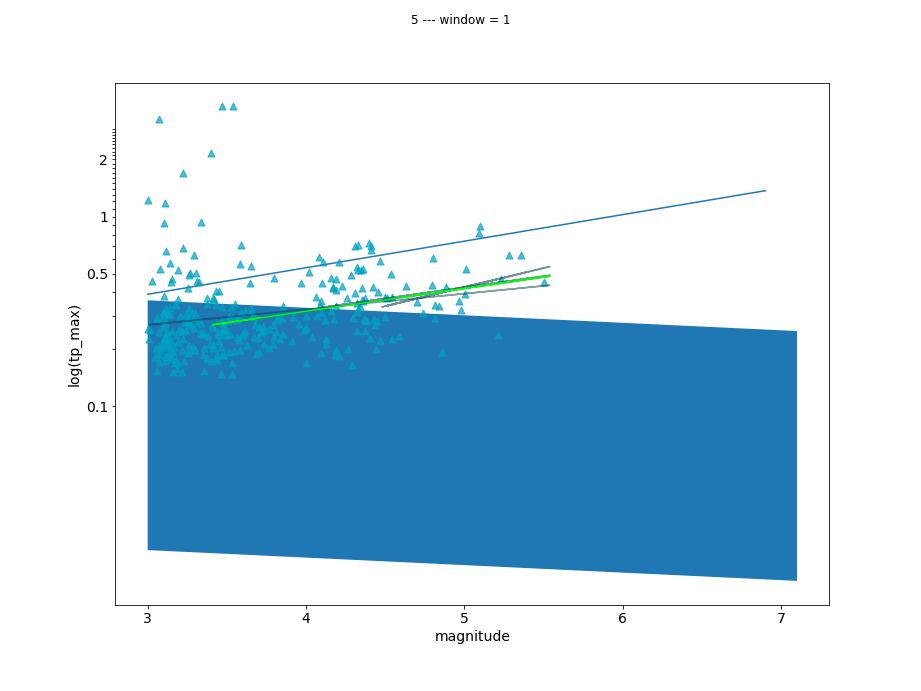 5 --- window = 1
log(tp_max)
2
1
0.5
0.1
3 4 5 6 7
magnitude